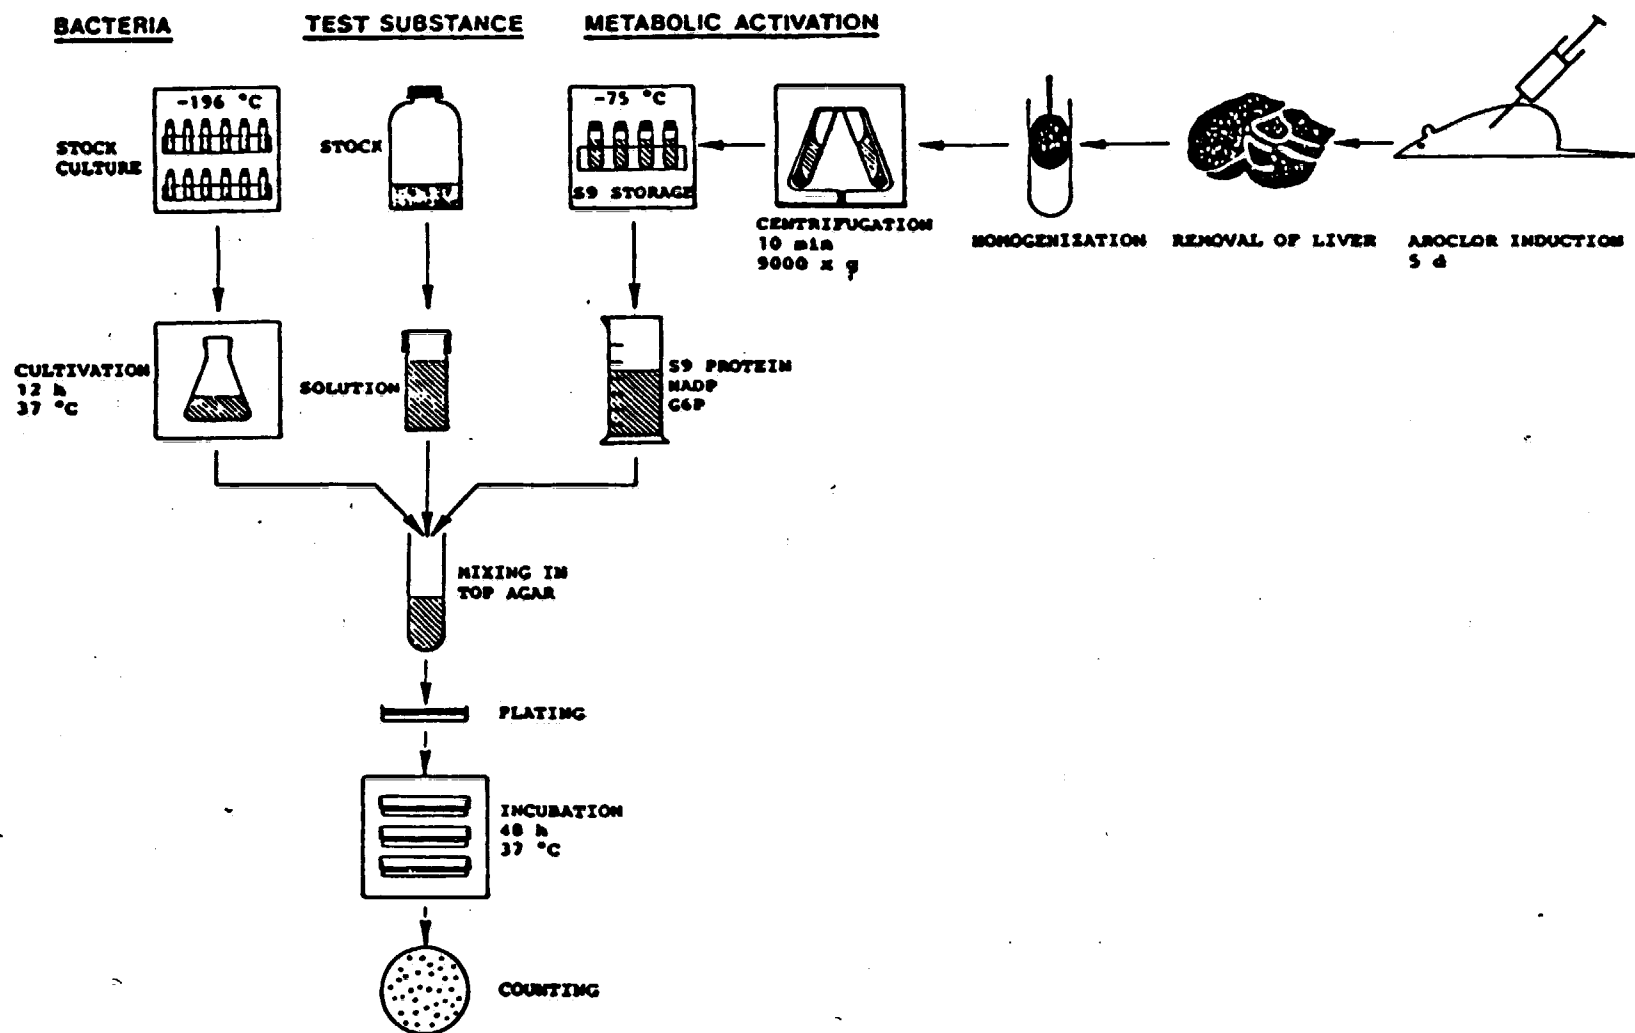 BACTERIA
TEST SUBSTANCE
METABOLIC ACTIVATION
-196 °C
STOCK
CULTURE
STOCK
-75 °C
S9 STORAGE
CENTRIFUGATION
10 min
9000 x g
HOMOGENISATION
REMOVAL OF LIVER
AROCLOR INDUCTION
5 d
CULTIVATION
12 h
37 °C
SOLUTION
S9 PROTEIN
NADP
G6P
MIXING IN
TOP AGAR
PLATING
INCUBATION
48 h
37 °C
COUNTING